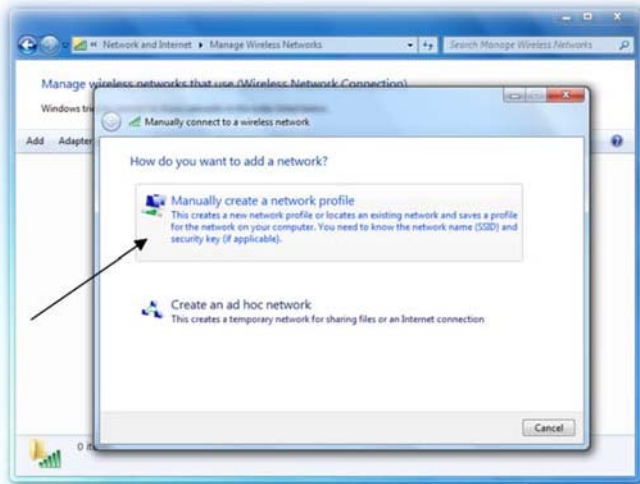 Network and Internet Manage Wireless Networks Search Manage Wireless Networks
Manage wireless networks that use (Wireless Network Connection)
Windows
Manually connect to a wireless network
Add Adapter
How do you want to add a network?
Manually create a network profile
This creates a new network profile or locates an existing network and saves a profile
for the network on your computer. You need to know the network name (SSID) and
security key (if applicable).
Create an ad hoc network
This creates a temporary network for sharing files or an Internet connection
Cancel
0